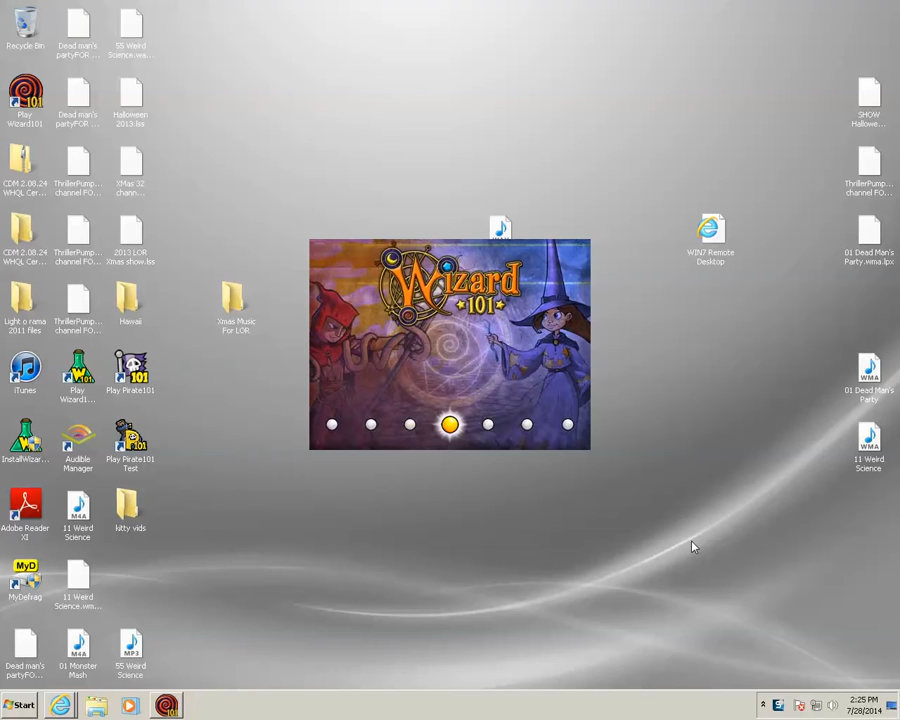 Recycle Bin
Dead man's
partyFOR ...
55 Weird
Science.wa...
Play
Wizard101
Dead man's
partyFOR ...
Halloween
2013.lss
SHOW
Hallowe...
CDM 2.08.24
WHQL Cer...
ThrillerPump...
channel FO...
XMas 32
chann...
ThrillerPump...
channel FO...
CDM 2.08.24
WHQL Cer...
ThrillerPump...
channel FO...
2013 LOR
Xmas show.lss
WIN7 Remote
Desktop
01 Dead Man's
Party.wma.lpx
Wizard
101
Light o rama
2011 files
ThrillerPump...
channel FO...
Hawaii
Xmas Music
For LOR
iTunes
Play
Wizard1...
Play Pirate101
01 Dead Man's
Party
InstallWizar...
Audible
Manager
Play Pirate101
Test
11 Weird
Science
Adobe Reader
XI
11 Weird
Science
kitty vids
MyD
MyDefrag
11 Weird
Science.wm...
Dead man's
partyFO...
01 Monster
Mash
55 Weird
Science
Start
2:25 PM
7/28/2014